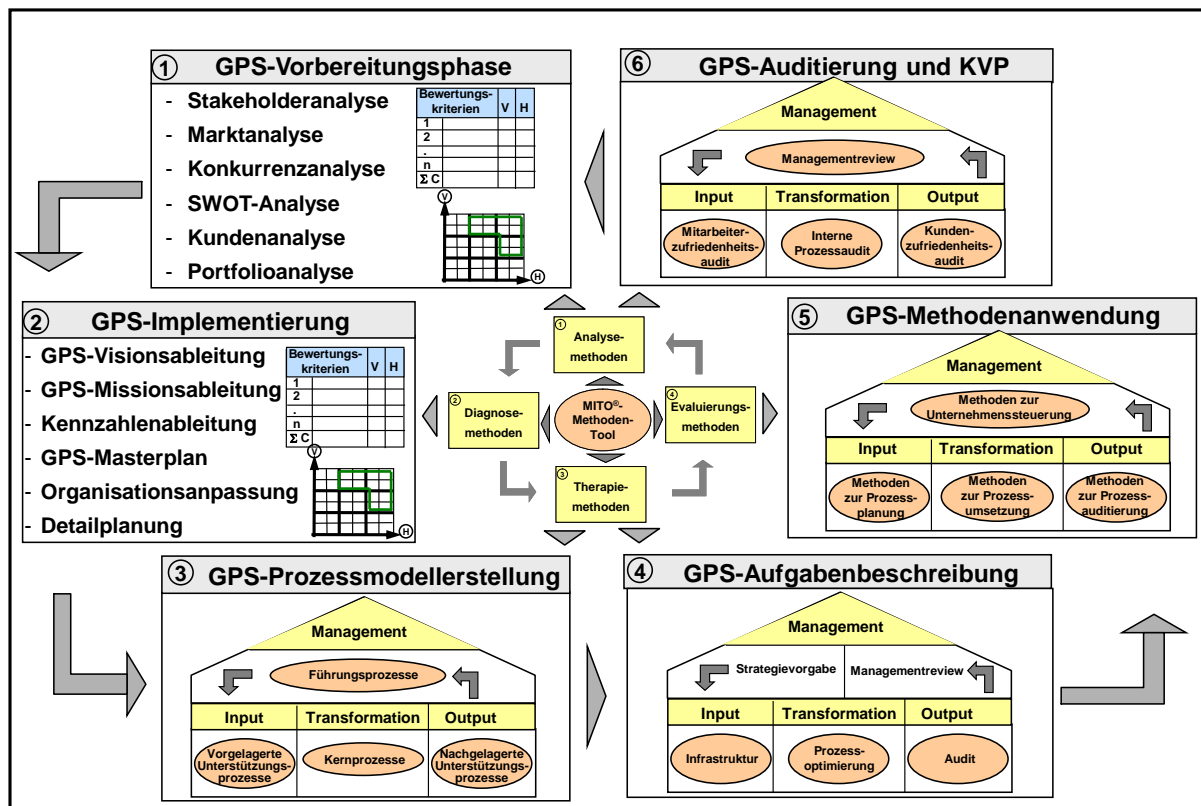 ① GPS-Vorbereitungsphase
- Stakeholderanalyse
- Marktanalyse
- Konkurrenzanalyse
- SWOT-Analyse
- Kundenanalyse
- Portfolioanalyse
Bewertungs-
kriterien V H
1
2
.
n
Σ C
V
H
⑥ GPS-Auditierung und KVP
Management
Managementreview
Input Transformation Output
Mitarbeiter-
zufriedenheits-
audit
Interne
Prozessaudit
Kunden-
zufriedenheits-
audit
② GPS-Implementierung
- GPS-Visionsableitung
- GPS-Missionsableitung
- Kennzahlenableitung
- GPS-Masterplan
- Organisationsanpassung
- Detailplanung
Bewertungs-
kriterien V H
1
2
.
n
Σ C
V
H
① Analyse-
methoden
② Diagnose-
methoden
MITO®-
Methoden-
Tool
④ Evaluierungs-
methoden
③ Therapie-
methoden
⑤ GPS-Methodenanwendung
Management
Methoden zur
Unternehmenssteuerung
Input Transformation Output
Methoden
zur Prozess-
planung
Methoden
zur Prozess-
umsetzung
Methoden
zur Prozess-
auditierung
③ GPS-Prozessmodellerstellung
Management
Führungsprozesse
Input Transformation Output
Vorgelagerte
Unterstützungs-
prozesse
Kernprozesse
Nachgelagerte
Unterstützungs-
prozesse
④ GPS-Aufgabenbeschreibung
Management
Strategievorgabe Managementreview
Input Transformation Output
Infrastruktur
Prozess-
optimierung
Audit